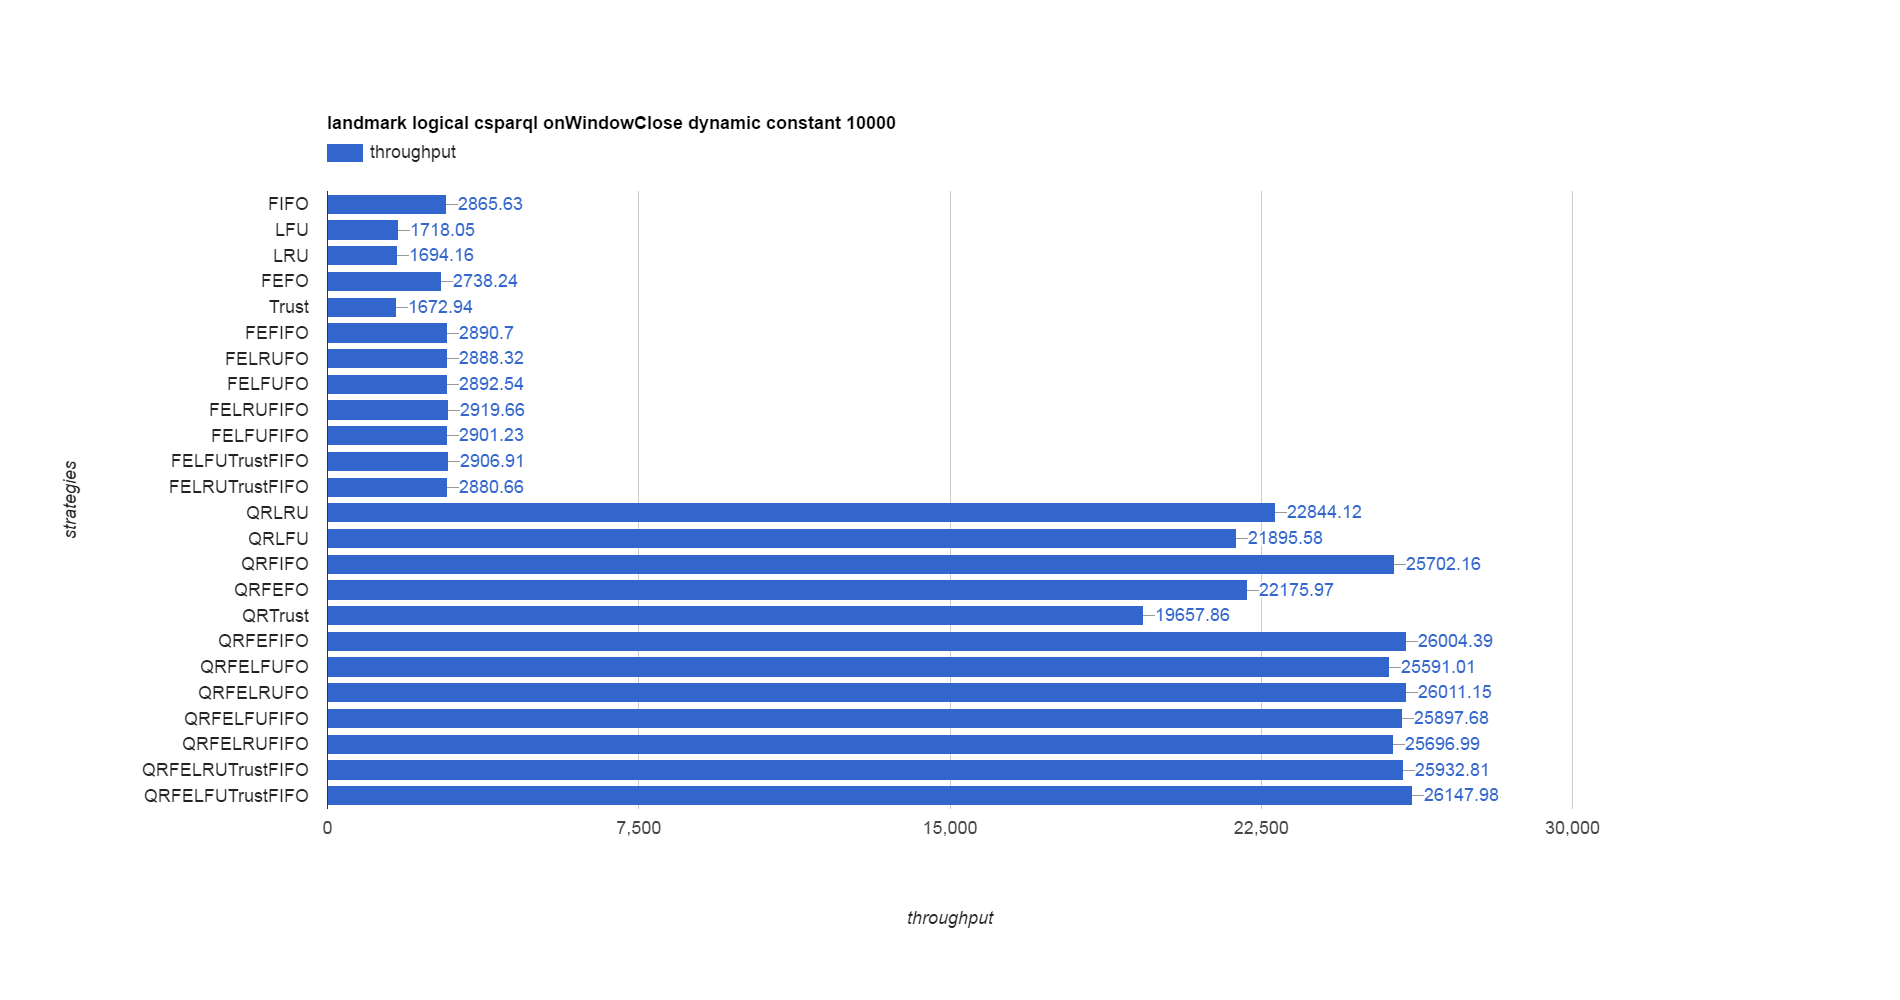 landmark logical csparql onWindowClose dynamic constant 10000
throughput
FIFO 2865.63
LFU 1718.05
LRU 1694.16
FEFO 2738.24
Trust 1672.94
FEFIFO 2890.7
FELRUFO 2888.32
FELFUFO 2892.54
FELRUFIFO 2919.66
FELFUFIFO 2901.23
FELFUTrustFIFO 2906.91
FELRUTrustFIFO 2880.66
QRLRU 22844.12
QRLFU 21895.58
QRFIFO 25702.16
QRFEFO 22175.97
QRTrust 19657.86
QRFEFIFO 26004.39
QRFELFUFO 25591.01
QRFELRUFO 26011.15
QRFELFUFIFO 25897.68
QRFELRUFIFO 25696.99
QRFELRUTrustFIFO 25932.81
QRFELFUTrustFIFO 26147.98
strategies
0 7,500 15,000 22,500 30,000
throughput